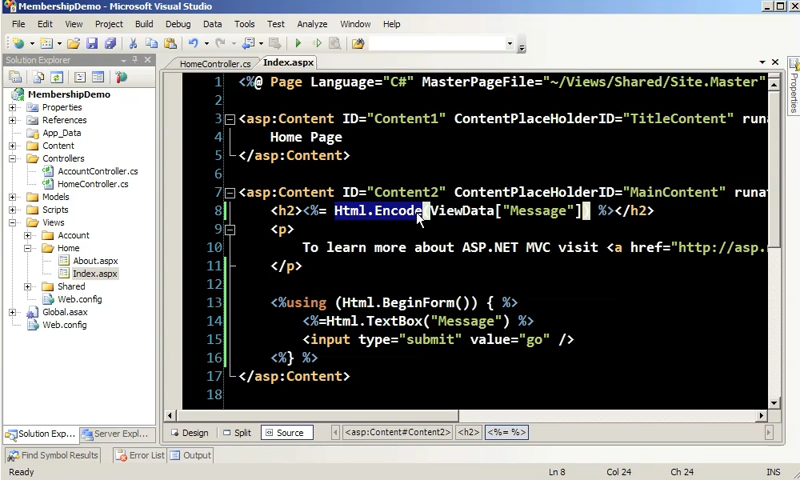 MembershipDemo - Microsoft Visual Studio
File Edit View Project Build Debug Data Tools Test Analyze Window Help
Solution Explorer
HomeController.cs Index.aspx
MembershipDemo
Properties
References
App_Data
Content
Controllers
AccountController.cs
HomeController.cs
Models
Scripts
Views
Account
Home
About.aspx
Index.aspx
Shared
Web.config
Global.asax
Web.config
Solution Exp... Server Expl...
1 <%@ Page Language="C#" MasterPageFile="~/Views/Shared/Site.Master"
2
3 <asp:Content ID="Content1" ContentPlaceHolderID="TitleContent" runa
4 Home Page
5 </asp:Content>
6
7 <asp:Content ID="Content2" ContentPlaceHolderID="MainContent" runat
8 <h2><%= Html.Encode(ViewData["Message"]) %></h2>
9 <p>
10 To learn more about ASP.NET MVC visit <a href="http://asp.
11 </p>
12
13 <%using (Html.BeginForm()) { %>
14 <%=Html.TextBox("Message") %>
15 <input type="submit" value="go" />
16 <%} %>
17 </asp:Content>
18
Properties
Design Split Source <asp:Content#Content2> <h2> <%= %>
Find Symbol Results Error List Output
Ready Ln 8 Col 24 Ch 24 INS